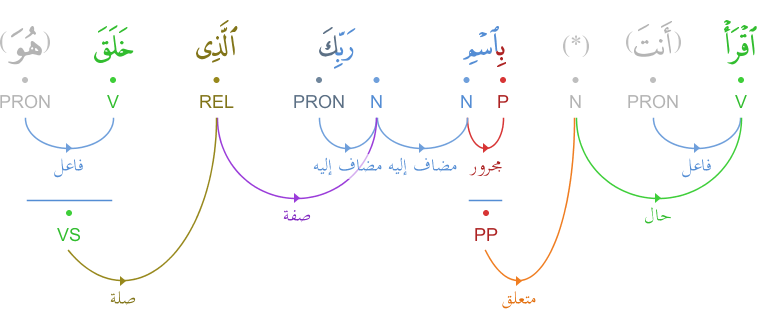 ٱقْرَأْ (أَنتَ) (*) بِٱسْمِ رَبِّكَ ٱلَّذِى خَلَقَ (هُوَ)
V PRON N P N N PRON REL V PRON
فاعل مجرور مضاف إليه مضاف إليه فاعل
حال صفة
PP VS
متعلق صلة